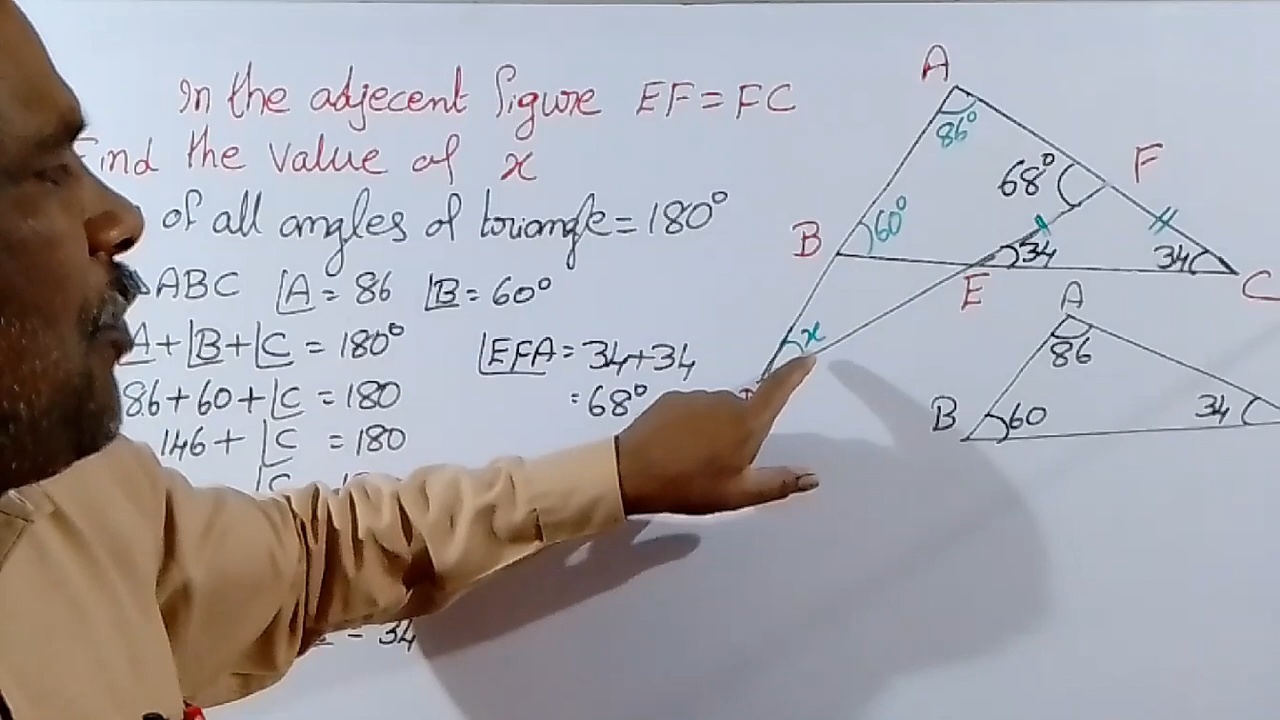 In the adjecent figure EF = FC
Find the value of x
of all angles of triangle = 180°
ABC ∠A = 86 ∠B = 60°
∠A + ∠B + ∠C = 180°
86 + 60 + ∠C = 180
146 + ∠C = 180
∠C
= 34
∠EFA = 34 + 34
= 68°
A
86°
68°
F
B
60°
34
34
E
C
x
A
86
B
60
34